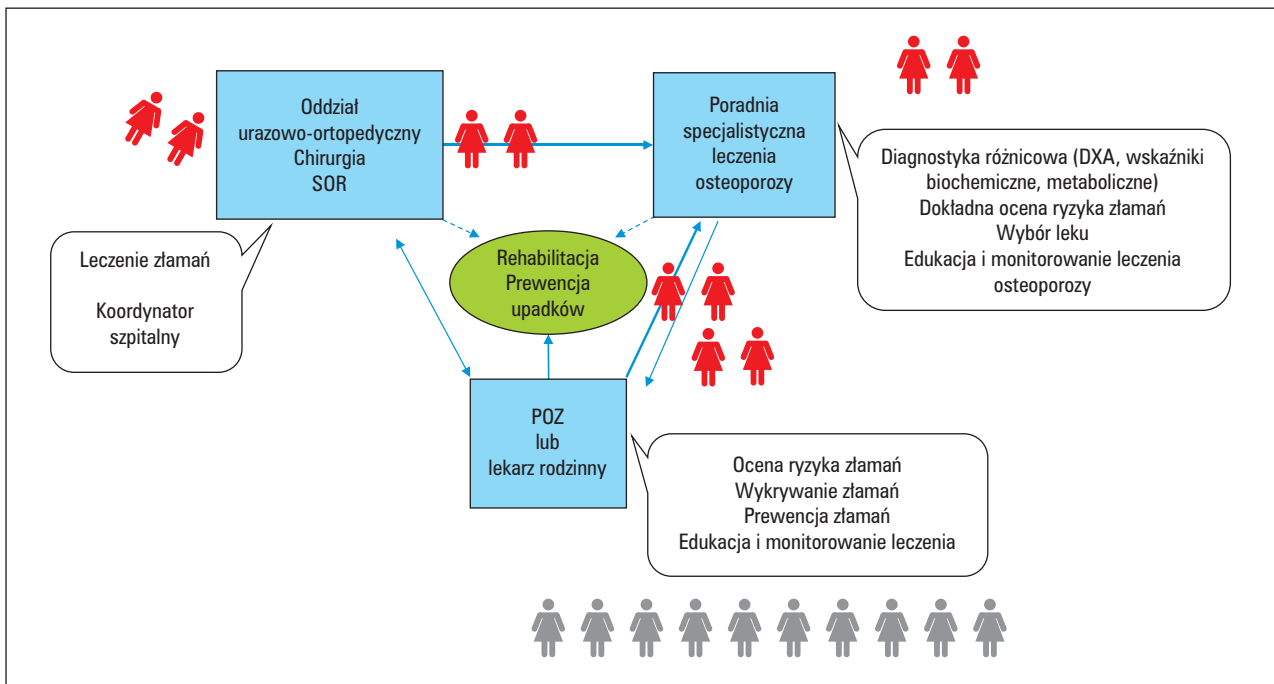 Oddział
urazowo-ortopedyczny
Chirurgia
SOR
Poradnia
specjalistyczna
leczenia
osteoporozy
Diagnostyka różnicowa (DXA, wskaźniki
biochemiczne, metaboliczne)
Dokładna ocena ryzyka złamań
Wybór leku
Edukacja i monitorowanie leczenia
osteoporozy
Leczenie złamań
Koordynator
szpitalny
Rehabilitacja
Prewencja
upadków
POZ
lub
lekarz rodzinny
Ocena ryzyka złamań
Wykrywanie złamań
Prewencja złamań
Edukacja i monitorowanie leczenia